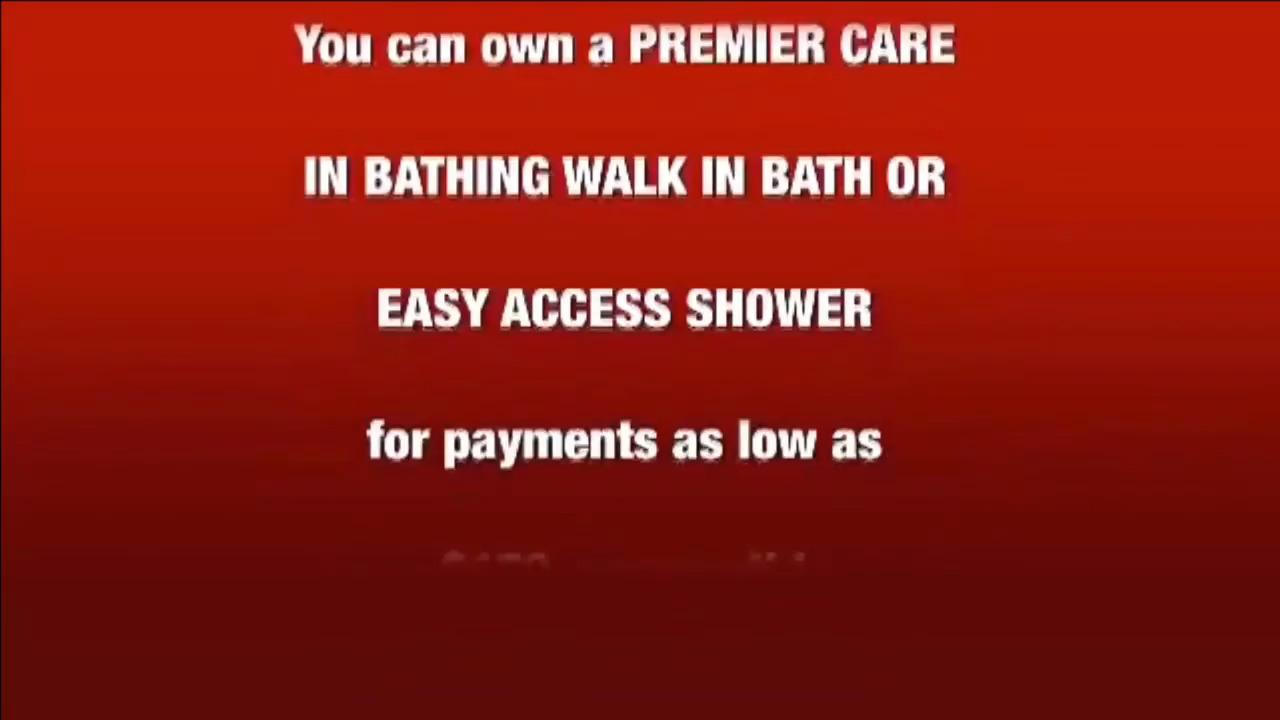 You can own a PREMIER CARE
IN BATHING WALK IN BATH OR
EASY ACCESS SHOWER
for payments as low as